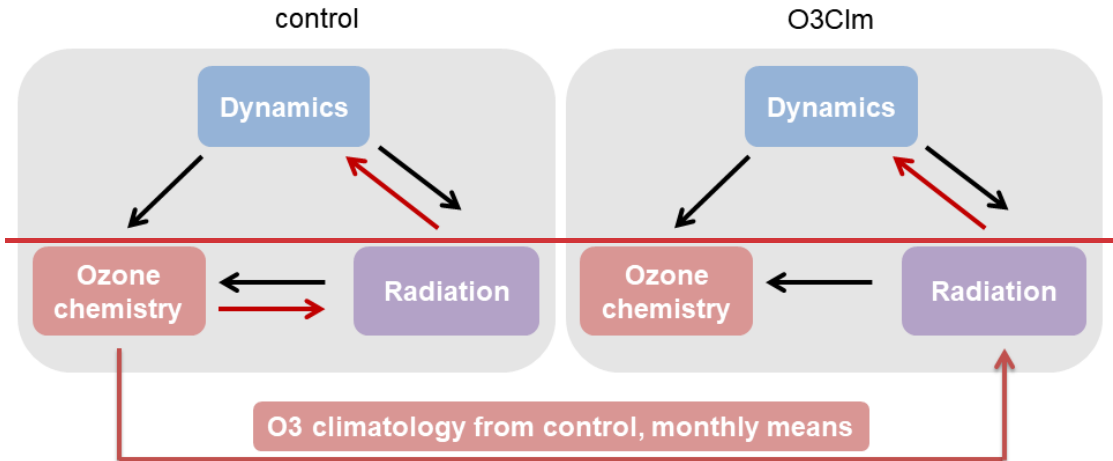 control
O3Clm
Dynamics
Dynamics
Ozone
chemistry
Radiation
Ozone
chemistry
Radiation
O3 climatology from control, monthly means